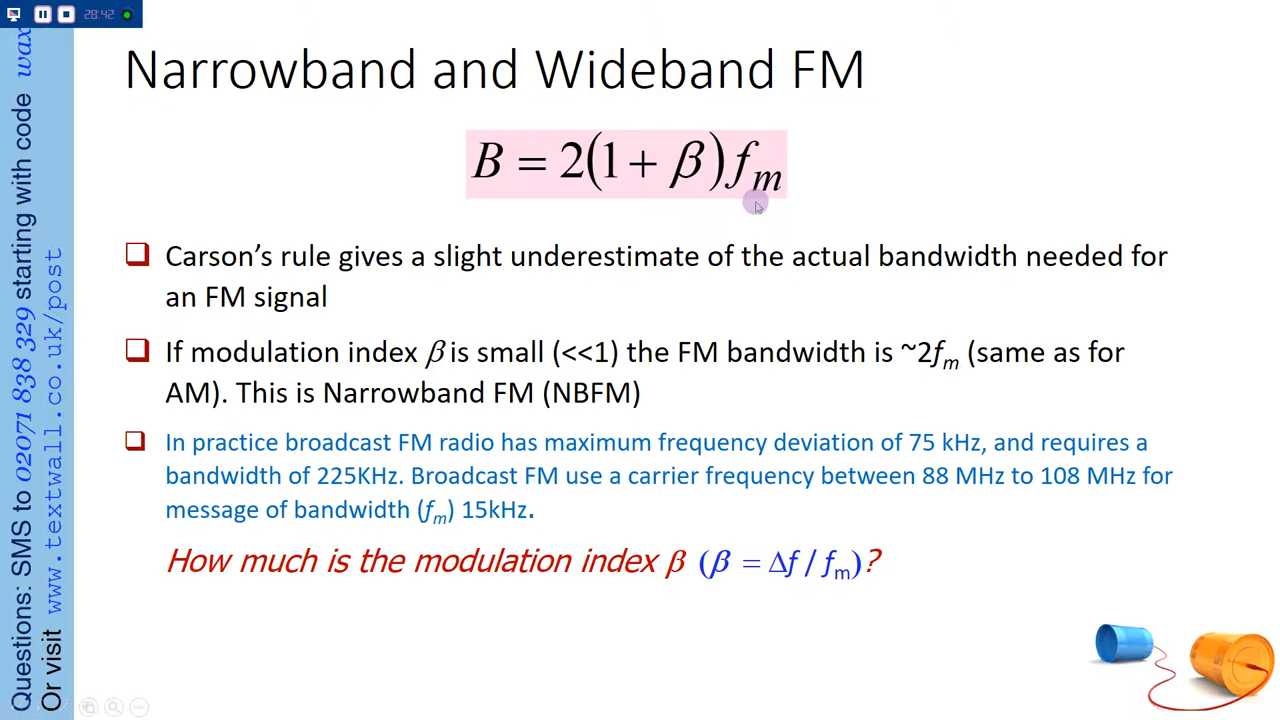 28:42
Narrowband and Wideband FM
B = 2(1 + β)fm
Carson's rule gives a slight underestimate of the actual bandwidth needed for
an FM signal
If modulation index β is small (<<1) the FM bandwidth is ~2fm (same as for
AM). This is Narrowband FM (NBFM)
In practice broadcast FM radio has maximum frequency deviation of 75 kHz, and requires a
bandwidth of 225KHz. Broadcast FM use a carrier frequency between 88 MHz to 108 MHz for
message of bandwidth (fm) 15kHz.
How much is the modulation index β (β = Δf / fm)?
Questions: SMS to 02071 838 329 starting with code wax
Or visit www.textwall.co.uk/post